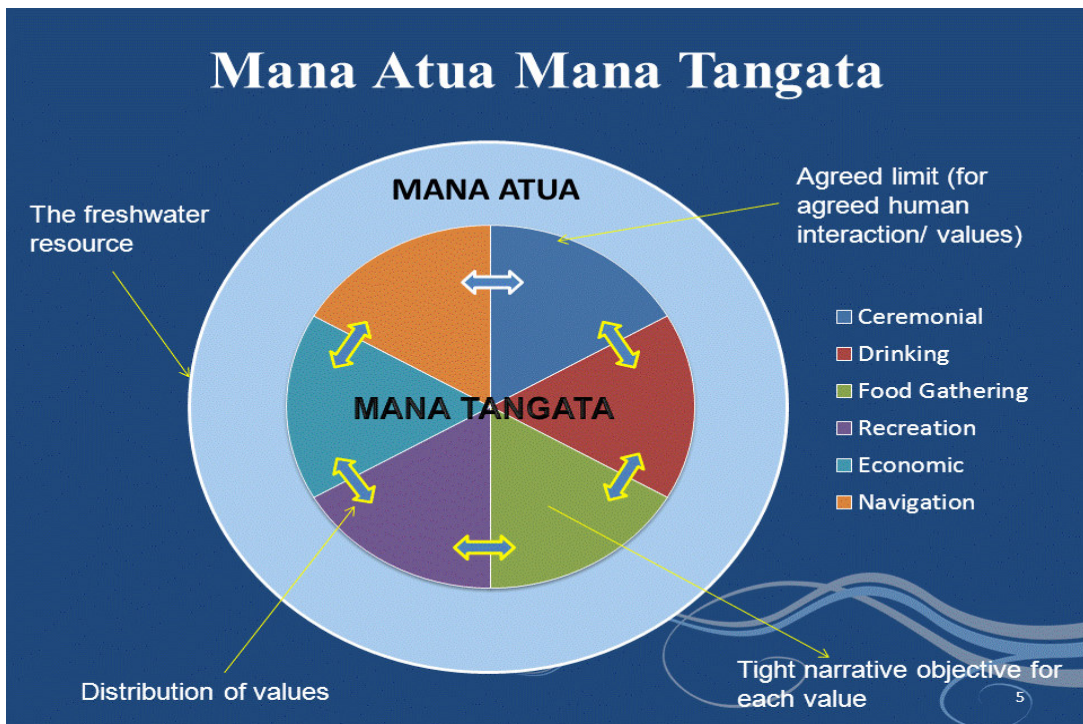 Mana Atua Mana Tangata
MANA ATUA
The freshwater
resource
Agreed limit (for
agreed human
interaction/ values)
Ceremonial
Drinking
Food Gathering
Recreation
Economic
Navigation
MANA TANGATA
Distribution of values
Tight narrative objective for
each value
5